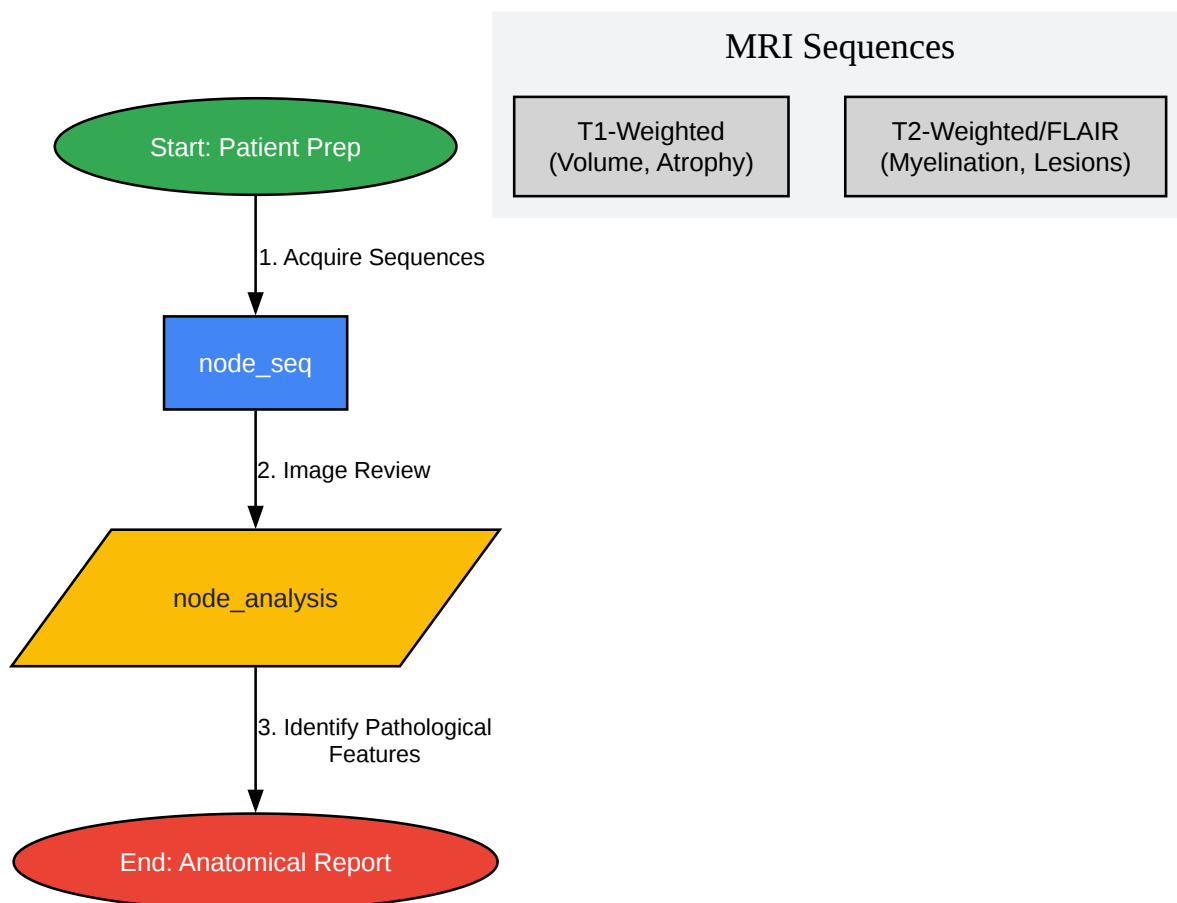 MRI Sequences
T1-Weighted
(Volume, Atrophy)
T2-Weighted/FLAIR
(Myelination, Lesions)
Start: Patient Prep
1. Acquire Sequences
node_seq
2. Image Review
node_analysis
3. Identify Pathological
Features
End: Anatomical Report